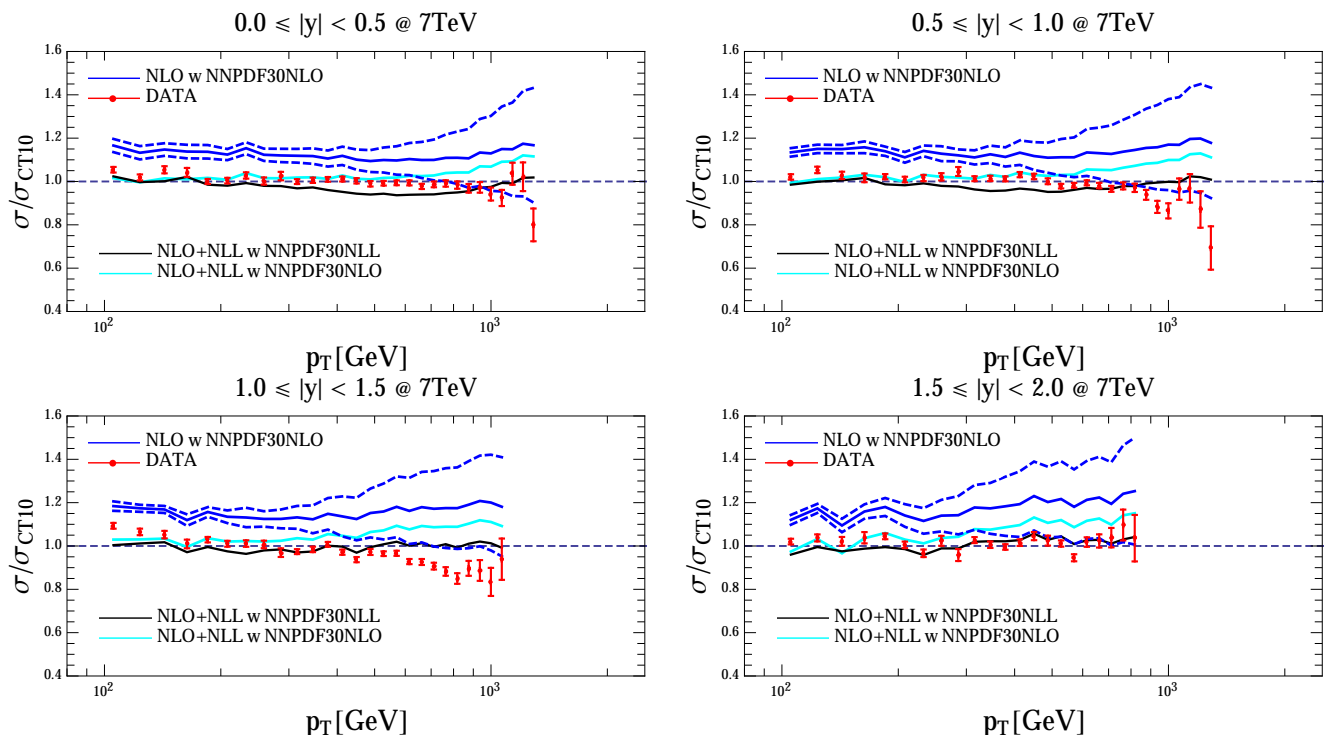 0.0 ≤ |y| < 0.5 @ 7TeV
1.6
1.4
1.2
1.0
0.8
0.6
0.4
σ/σCT10
NLO w NNPDF30NLO
DATA
NLO+NLL w NNPDF30NLL
NLO+NLL w NNPDF30NLO
10²
10³
pT[GeV]
0.5 ≤ |y| < 1.0 @ 7TeV
1.6
1.4
1.2
1.0
0.8
0.6
0.4
σ/σCT10
NLO w NNPDF30NLO
DATA
NLO+NLL w NNPDF30NLL
NLO+NLL w NNPDF30NLO
10²
10³
pT[GeV]
1.0 ≤ |y| < 1.5 @ 7TeV
1.6
1.4
1.2
1.0
0.8
0.6
0.4
σ/σCT10
NLO w NNPDF30NLO
DATA
NLO+NLL w NNPDF30NLL
NLO+NLL w NNPDF30NLO
10²
10³
pT[GeV]
1.5 ≤ |y| < 2.0 @ 7TeV
1.6
1.4
1.2
1.0
0.8
0.6
0.4
σ/σCT10
NLO w NNPDF30NLO
DATA
NLO+NLL w NNPDF30NLL
NLO+NLL w NNPDF30NLO
10²
10³
pT[GeV]